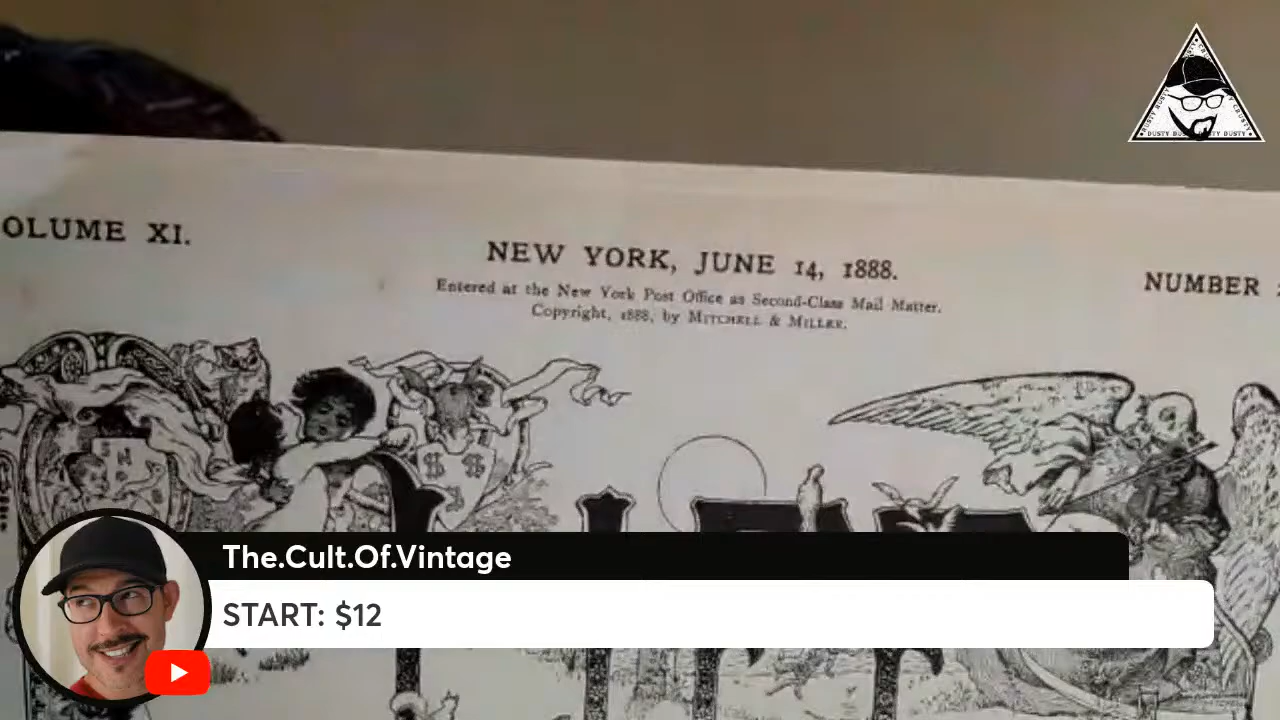 OLUME XI.
NEW YORK, JUNE 14, 1888.
NUMBER
Entered at the New York Post Office as Second-Class Mail Matter.
Copyright, 1888, by MITCHELL & MILLER.
$ $
The.Cult.Of.Vintage
START: $12